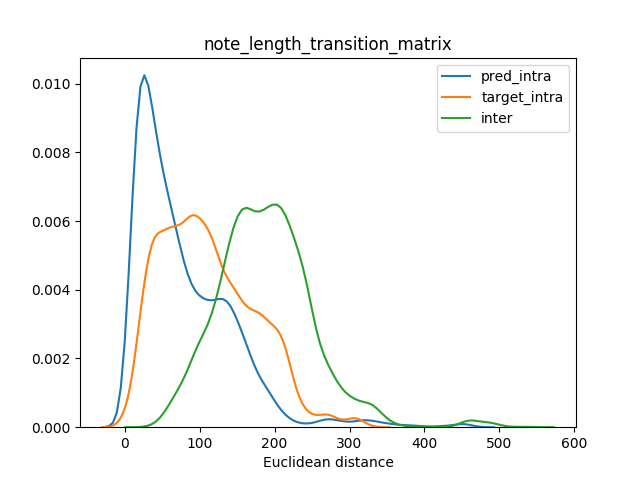 note_length_transition_matrix
pred_intra
target_intra
inter
0.010
0.008
0.006
0.004
0.002
0.000
0 100 200 300 400 500 600
Euclidean distance